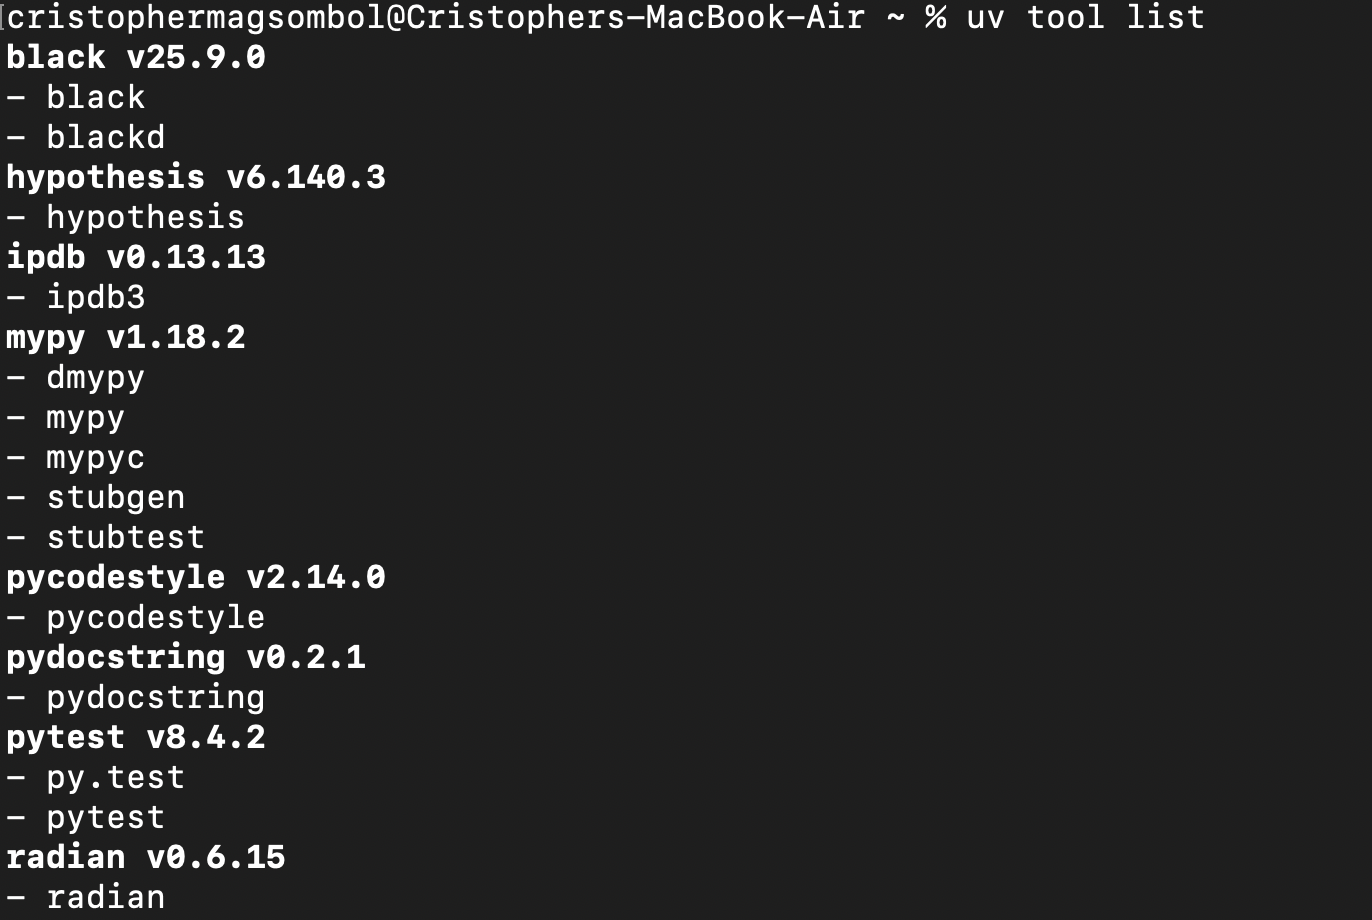 cristophermagsombol@Cristophers-MacBook-Air ~ % uv tool list
black v25.9.0
- black
- blackd
hypothesis v6.140.3
- hypothesis
ipdb v0.13.13
- ipdb3
mypy v1.18.2
- dmypy
- mypy
- mypyc
- stubgen
- stubtest
pycodestyle v2.14.0
- pycodestyle
pydocstring v0.2.1
- pydocstring
pytest v8.4.2
- py.test
- pytest
radian v0.6.15
- radian